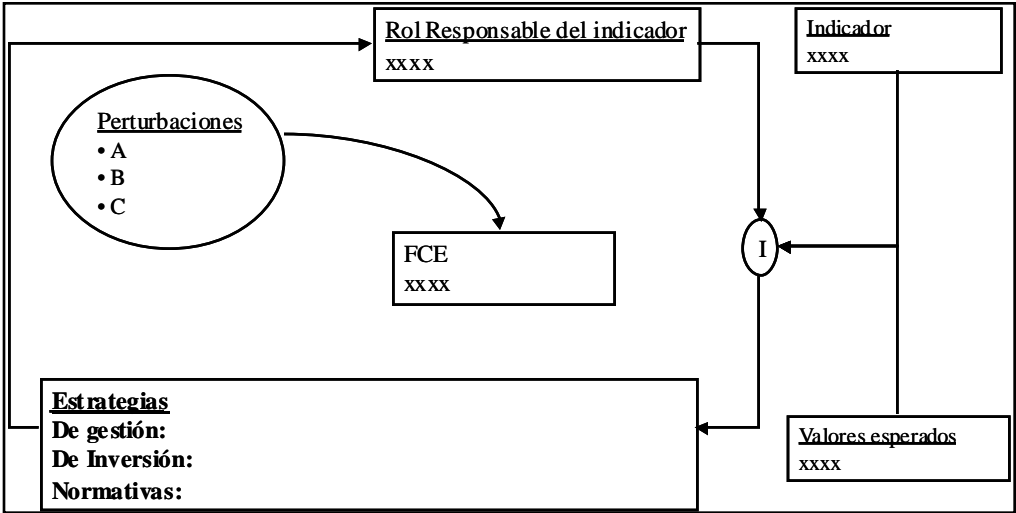 Rol Responsable del indicador
xxxx
Indicador
xxxx
Perturbaciones
• A
• B
• C
FCE
xxxx
I
Estrategias
De gestión:
De Inversión:
Normativas:
Valores esperados
xxxx